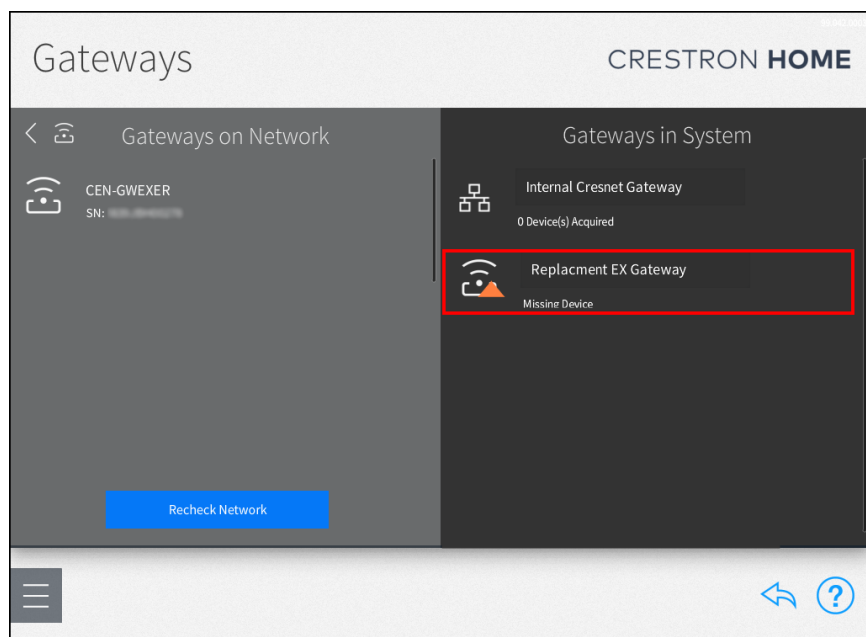 Gateways
CRESTRON HOME
Gateways on Network
CEN-GWEXER
SN:
Recheck Network
Gateways in System
Internal Cresnet Gateway
0 Device(s) Acquired
Replacment EX Gateway
Missing Device
?